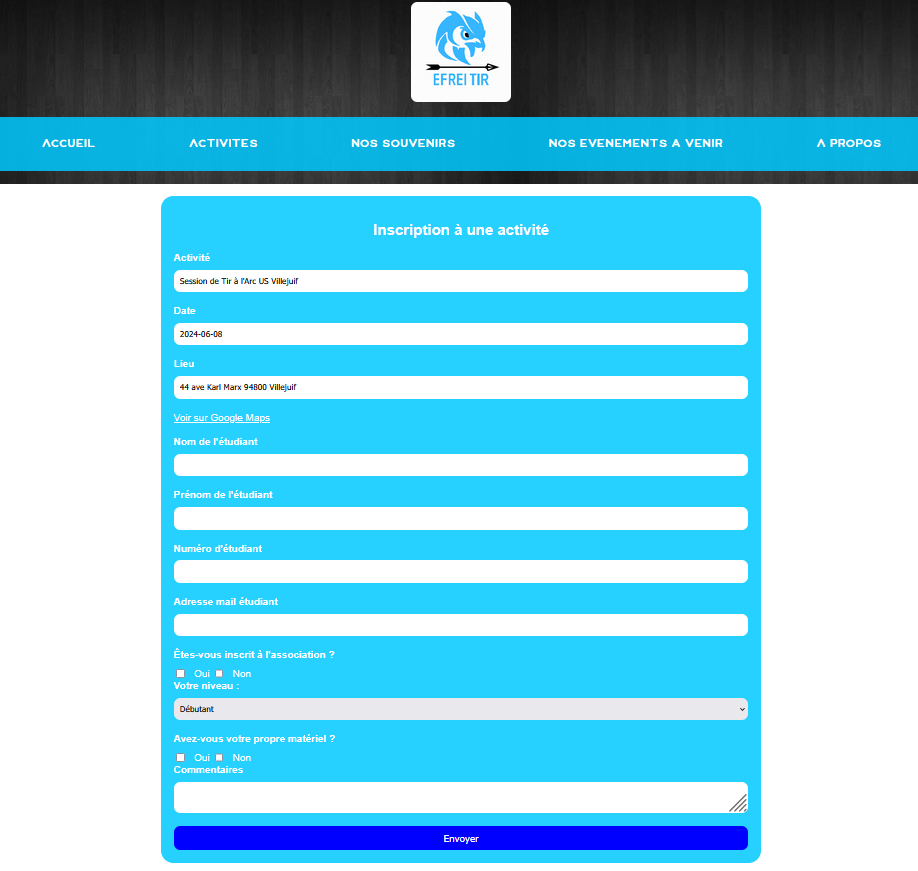 EFREI TIR
ACCUEIL ACTIVITES NOS SOUVENIRS NOS EVENEMENTS A VENIR A PROPOS
Inscription à une activité
Activité
Session de Tir à l'Arc US Villejuif
Date
2024-06-08
Lieu
44 ave Karl Marx 94800 Villejuif
Voir sur Google Maps
Nom de l'étudiant
Prénom de l'étudiant
Numéro d'étudiant
Adresse mail étudiant
Êtes-vous inscrit à l'association ?
Oui Non
Votre niveau :
Débutant
Avez-vous votre propre matériel ?
Oui Non
Commentaires
Envoyer